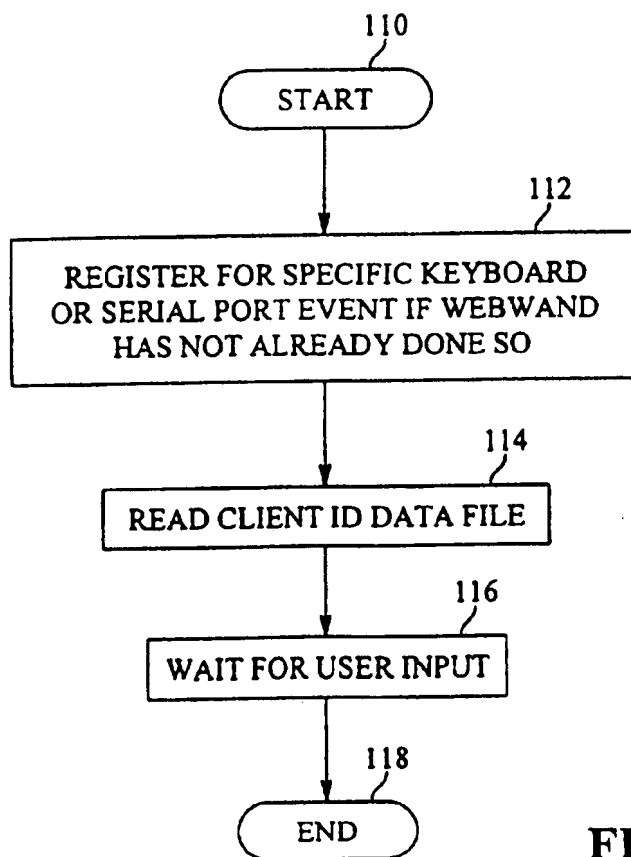 110
START
112
REGISTER FOR SPECIFIC KEYBOARD
OR SERIAL PORT EVENT IF WEBWAND
HAS NOT ALREADY DONE SO
114
READ CLIENT ID DATA FILE
116
WAIT FOR USER INPUT
118
END